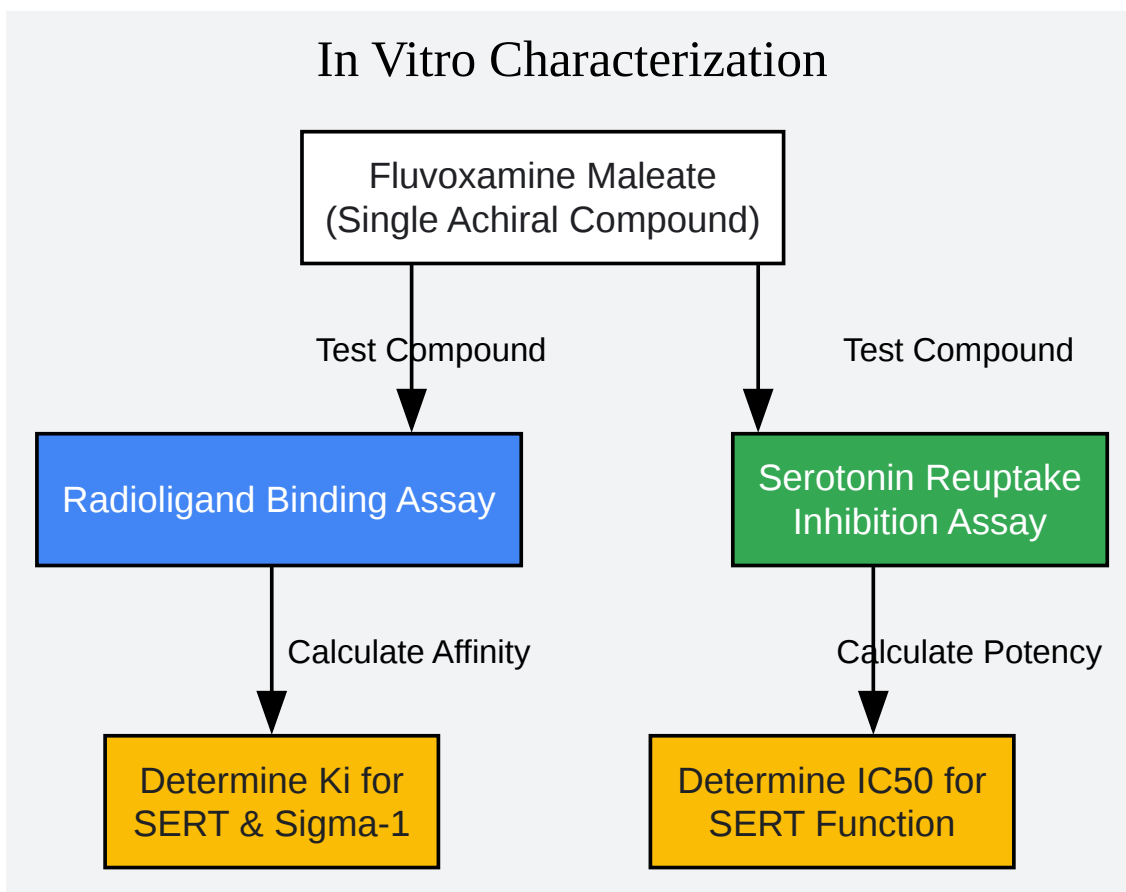 In Vitro Characterization
Fluvoxamine Maleate
(Single Achiral Compound)
Test Compound
Test Compound
Radioligand Binding Assay
Serotonin Reuptake
Inhibition Assay
Calculate Affinity
Calculate Potency
Determine Ki for
SERT & Sigma-1
Determine IC50 for
SERT Function